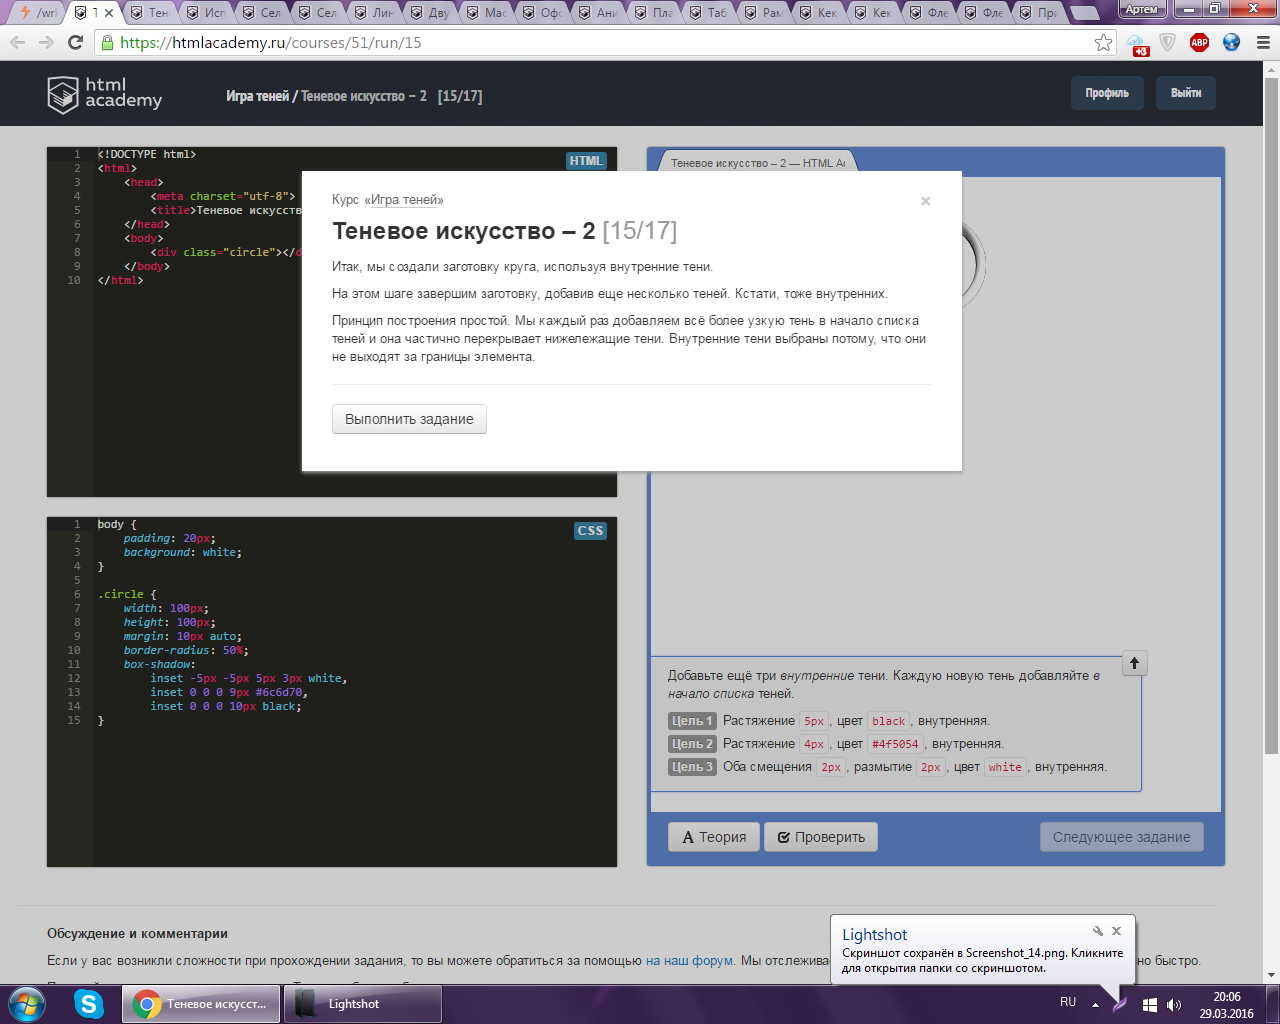 /wrl
Т
Тен
Исп
Сел
Сел
Лин
Дву
Мас
Офо
Ани
Пла
Таб
Рам
Кек
Кек
Фле
Фле
При
Артем
https://htmlacademy.ru/courses/51/run/15
+3
ABP
html academy
Игра теней / Теневое искусство – 2 [15/17]
Профиль
Выйти
HTML
1 <!DOCTYPE html>
2 <html>
3 <head>
4 <meta charset="utf-8">
5 <title>Теневое искусств
6 </head>
7 <body>
8 <div class="circle"></d
9 </body>
10 </html>
Теневое искусство – 2 — HTML Ac
Курс «Игра теней»
×
Теневое искусство – 2 [15/17]
Итак, мы создали заготовку круга, используя внутренние тени.
На этом шаге завершим заготовку, добавив еще несколько теней. Кстати, тоже внутренних.
Принцип построения простой. Мы каждый раз добавляем всё более узкую тень в начало списка
теней и она частично перекрывает нижележащие тени. Внутренние тени выбраны потому, что они
не выходят за границы элемента.
Выполнить задание
CSS
1 body {
2 padding: 20px;
3 background: white;
4 }
5
6 .circle {
7 width: 100px;
8 height: 100px;
9 margin: 10px auto;
10 border-radius: 50%;
11 box-shadow:
12 inset -5px -5px 5px 3px white,
13 inset 0 0 0 9px #6c6d70,
14 inset 0 0 0 10px black;
15 }
Добавьте ещё три внутренние тени. Каждую новую тень добавляйте в
начало списка теней.
Цель 1 Растяжение 5px, цвет black, внутренняя.
Цель 2 Растяжение 4px, цвет #4f5054, внутренняя.
Цель 3 Оба смещения 2px, размытие 2px, цвет white, внутренняя.
A Теория
Проверить
Следующее задание
Обсуждение и комментарии
Если у вас возникли сложности при прохождении задания, то вы можете обратиться за помощью на наш форум. Мы отслежива
но быстро.
Lightshot
Скриншот сохранён в Screenshot_14.png. Кликните
для открытия папки со скриншотом.
Теневое искусст...
Lightshot
RU
20:06
29.03.2016